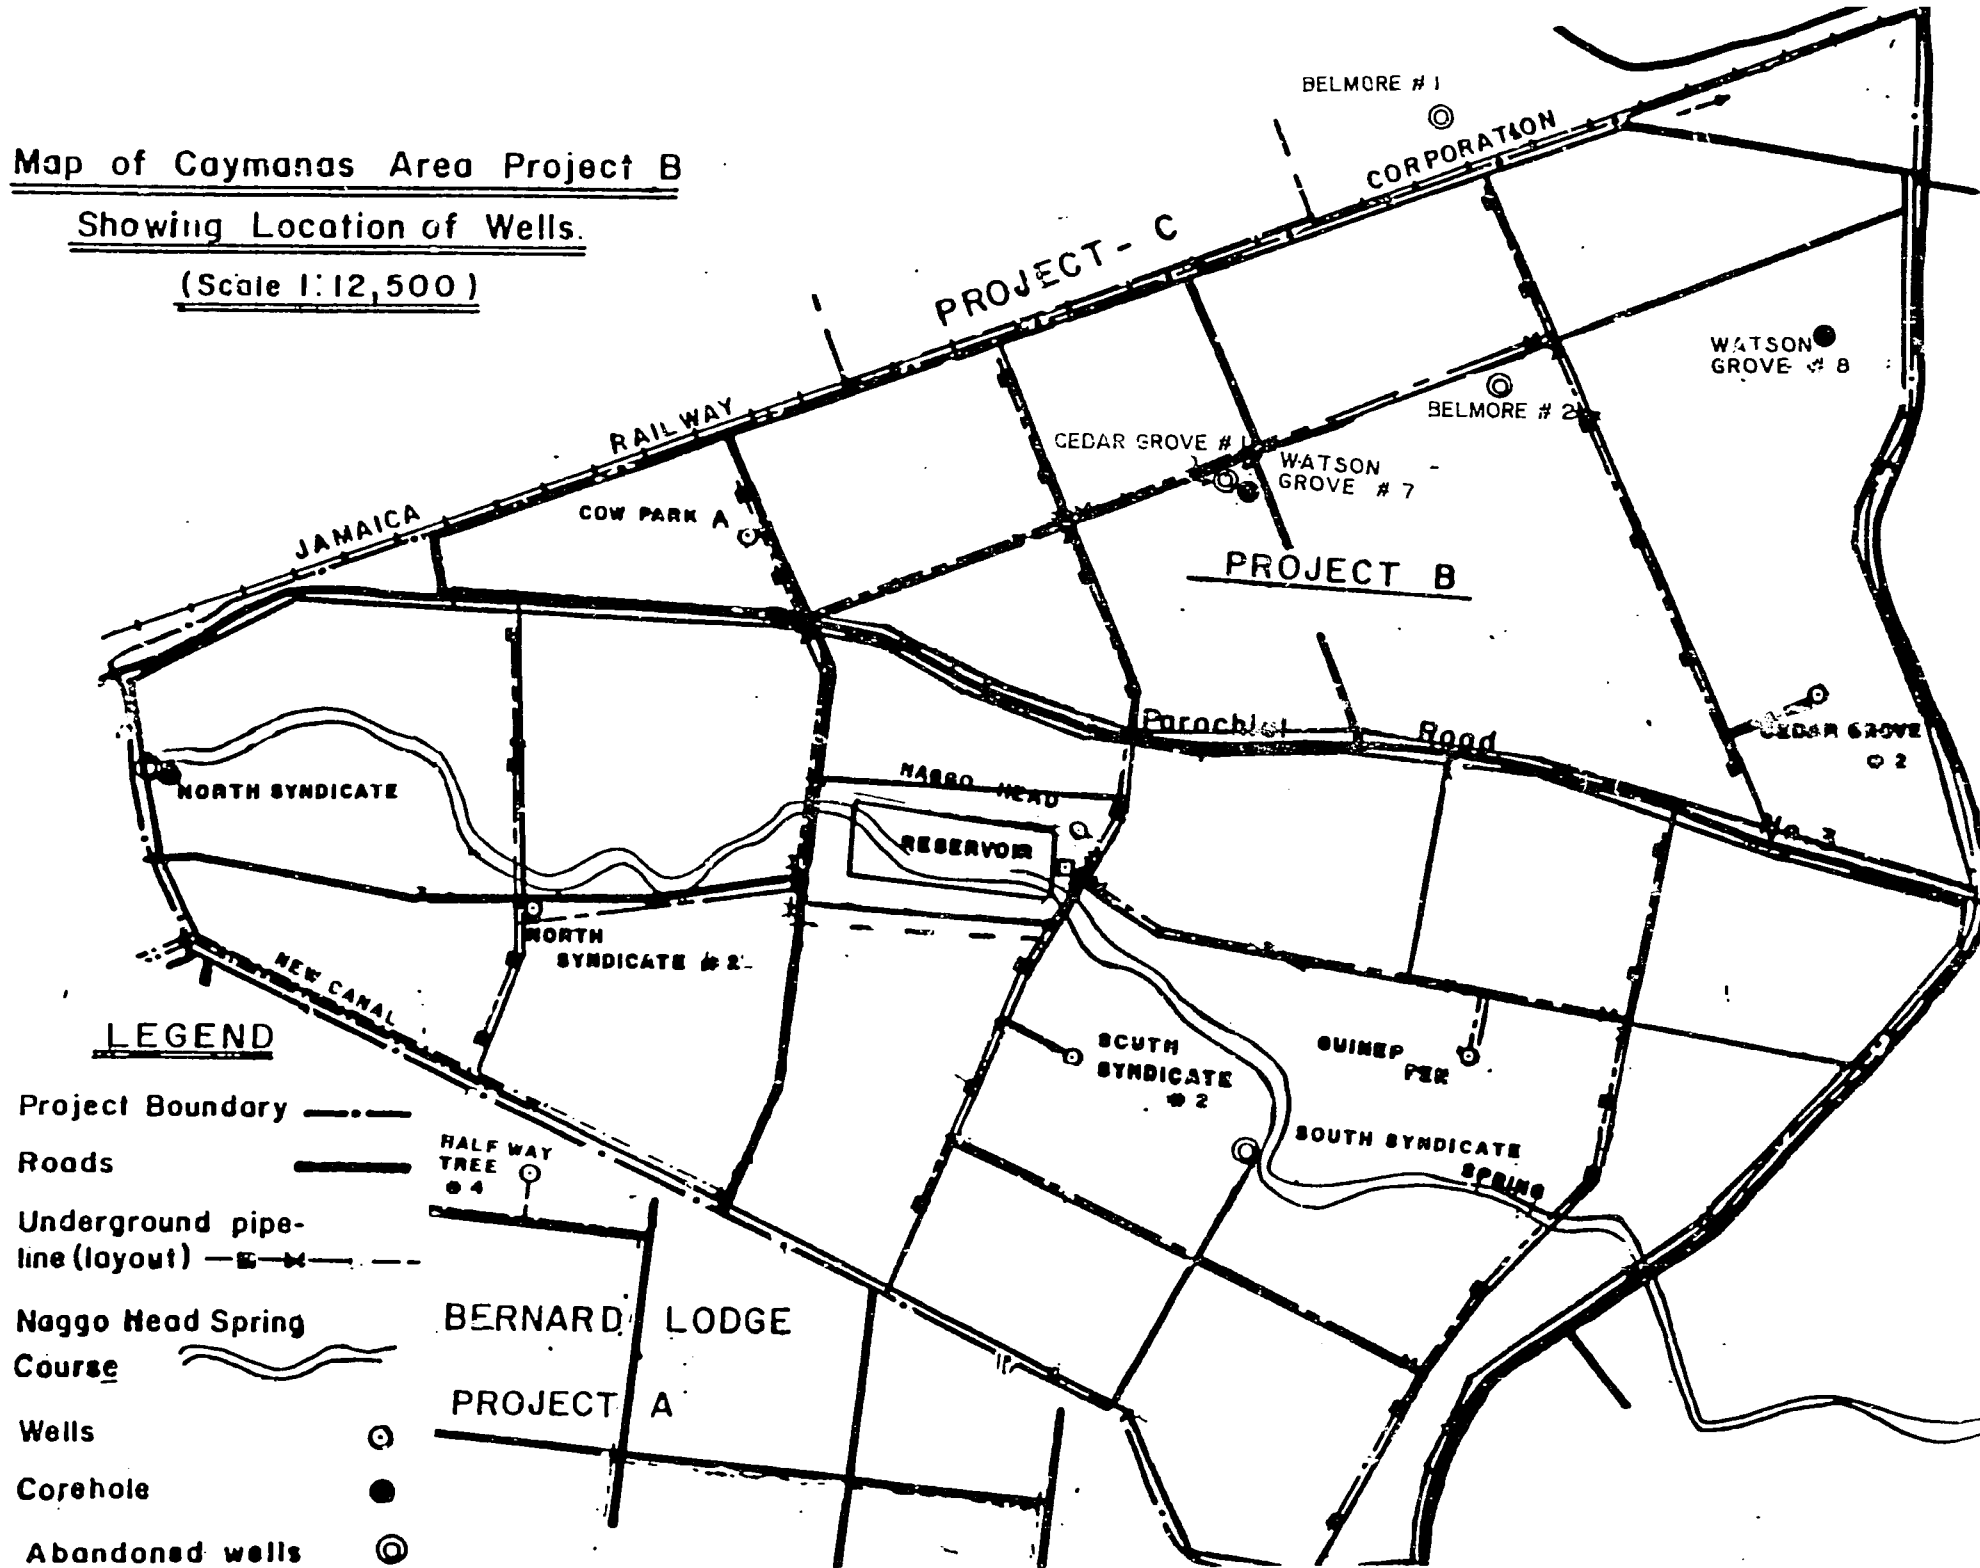 Map of Caymanas Area Project B
Showing Location of Wells.
(Scale 1:12,500)
BELMORE # 1
JAMAICA RAILWAY CORPORATION
PROJECT - C
WATSON
GROVE # 8
BELMORE # 2
CEDAR GROVE # 1
WATSON
GROVE # 7
COW PARK A
PROJECT B
Parochial Road
No 3
CEDAR GROVE
# 2
NORTH SYNDICATE
NAGGO HEAD
RESERVOIR
NORTH
SYNDICATE # 2
NEW CANAL
SOUTH
SYNDICATE
# 2
GUINEP
PEN
SOUTH SYNDICATE
SPRING
HALF WAY
TREE
# 4
BERNARD LODGE
PROJECT A
LEGEND
Project Boundary
Roads
Underground pipe-
line (layout)
Naggo Head Spring
Course
Wells
Corehole
Abandoned wells